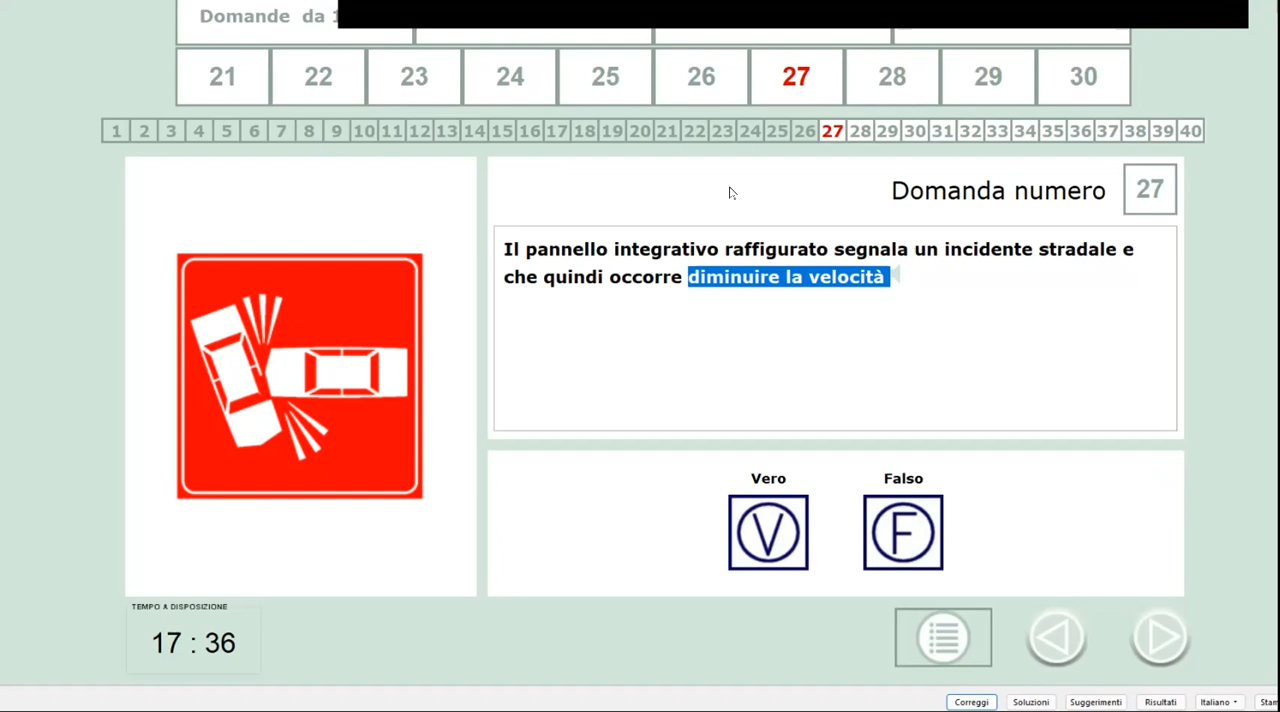 Domande da
21 22 23 24 25 26 27 28 29 30
1 2 3 4 5 6 7 8 9 10 11 12 13 14 15 16 17 18 19 20 21 22 23 24 25 26 27 28 29 30 31 32 33 34 35 36 37 38 39 40
Domanda numero 27
Il pannello integrativo raffigurato segnala un incidente stradale e
che quindi occorre diminuire la velocità
Vero Falso
V F
TEMPO A DISPOSIZIONE
17 : 36
Correggi Soluzioni Suggerimenti Risultati Italiano